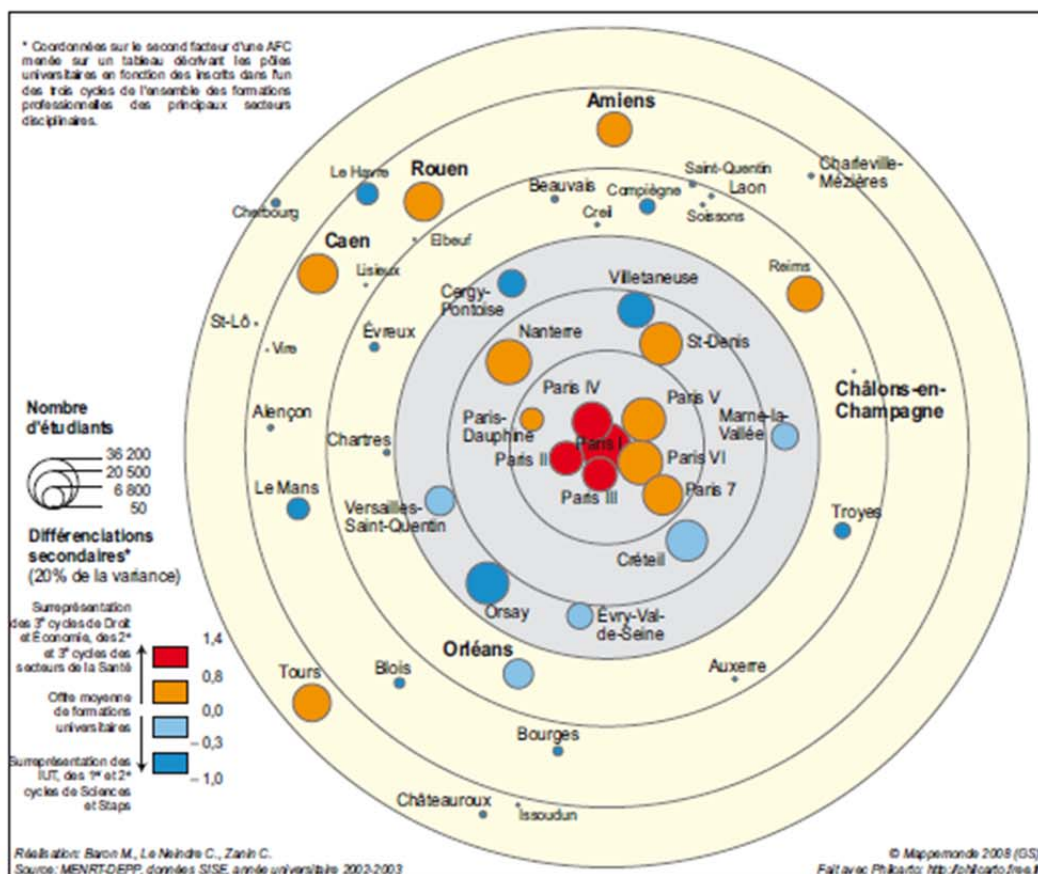 * Coordonnées sur le second facteur d'une AFC
menée sur un tableau décrivant les pôles
universitaires en fonction des inscrits dans l'un
des trois cycles de l'ensemble des formations
professionnelles des principaux secteurs
disciplinaires.
Amiens
Charleville-
Mézières
Saint-Quentin
Laon
Soissons
Compiègne
Beauvais
Creil
Le Havre
Rouen
Cherbourg
Elbeuf
Caen
Lisieux
Reims
Villetaneuse
Cergy-
Pontoise
St-Lô
Vire
Évreux
Nanterre
St-Denis
Châlons-en-
Champagne
Paris IV
Paris V
Paris-
Dauphine
Marne-la-
Vallée
Paris I
Paris II
Paris VI
Paris III
Paris 7
Alençon
Chartres
Le Mans
Versailles-
Saint-Quentin
Troyes
Créteil
Orsay
Évry-Val-
de-Seine
Orléans
Tours
Blois
Auxerre
Bourges
Châteauroux
Issoudun
Nombre
d'étudiants
36 200
20 500
6 800
50
Différenciations
secondaires*
(20% de la variance)
Surreprésentation
des 3e cycles de Droit
et Économie, des 2e
et 3e cycles des
secteurs de la Santé
Offre moyenne
de formations
universitaires
Surreprésentation des
IUT, des 1er et 2e
cycles de Sciences
et Staps
1,4
0,8
0,0
– 0,3
– 1,0
Réalisation: Baron M., Le Neindre C., Zanin C.
Source: MENRT-DEPP, données SISE, année universitaire 2002-2003
© Mappemonde 2008 (GS)
Fait avec Philcarto: http://philcarto.free.f